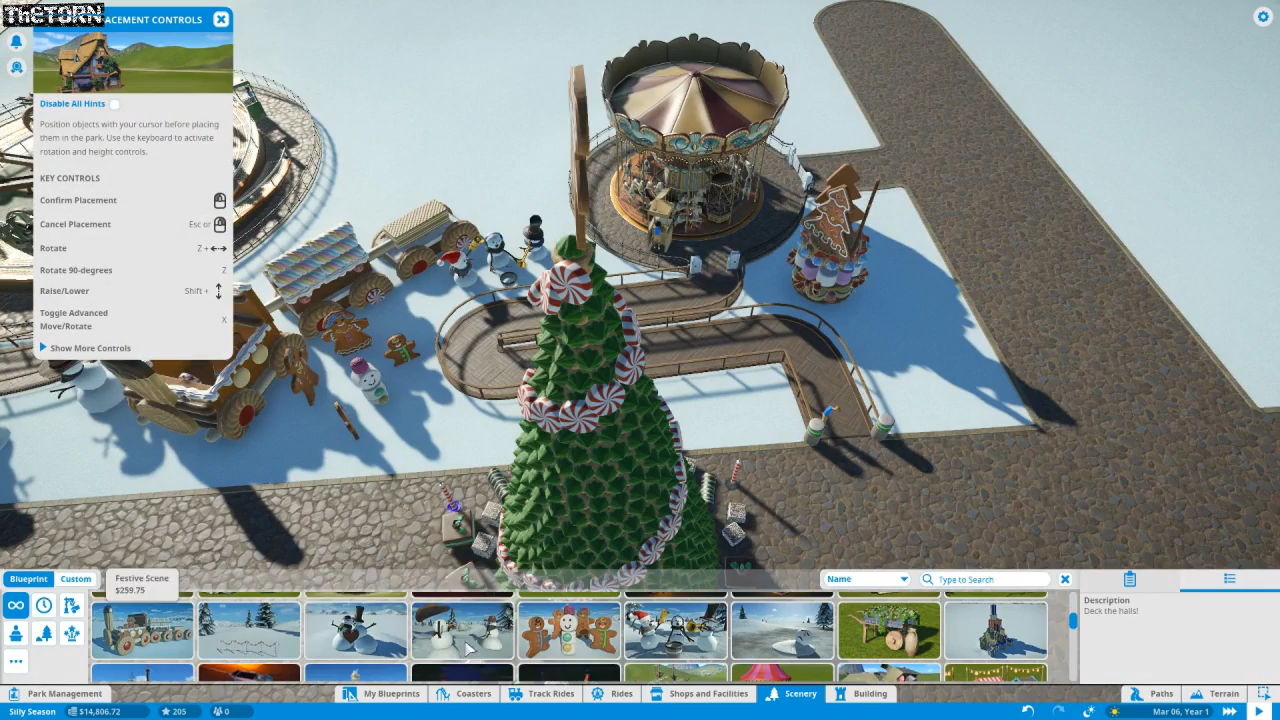 THETORN
ACEMENT CONTROLS
Disable All Hints
Position objects with your cursor before placing
them in the park. Use the keyboard to activate
rotation and height controls.
KEY CONTROLS
Confirm Placement
Cancel Placement Esc or
Rotate Z +
Rotate 90-degrees Z
Raise/Lower Shift +
Toggle Advanced
Move/Rotate X
Show More Controls
Blueprint Custom
Festive Scene
$259.75
Name
Type to Search
Description
Deck the halls!
Park Management
My Blueprints
Coasters
Track Rides
Rides
Shops and Facilities
Scenery
Building
Paths
Terrain
Silly Season
$14,806.72
205
0
Mar 06, Year 1